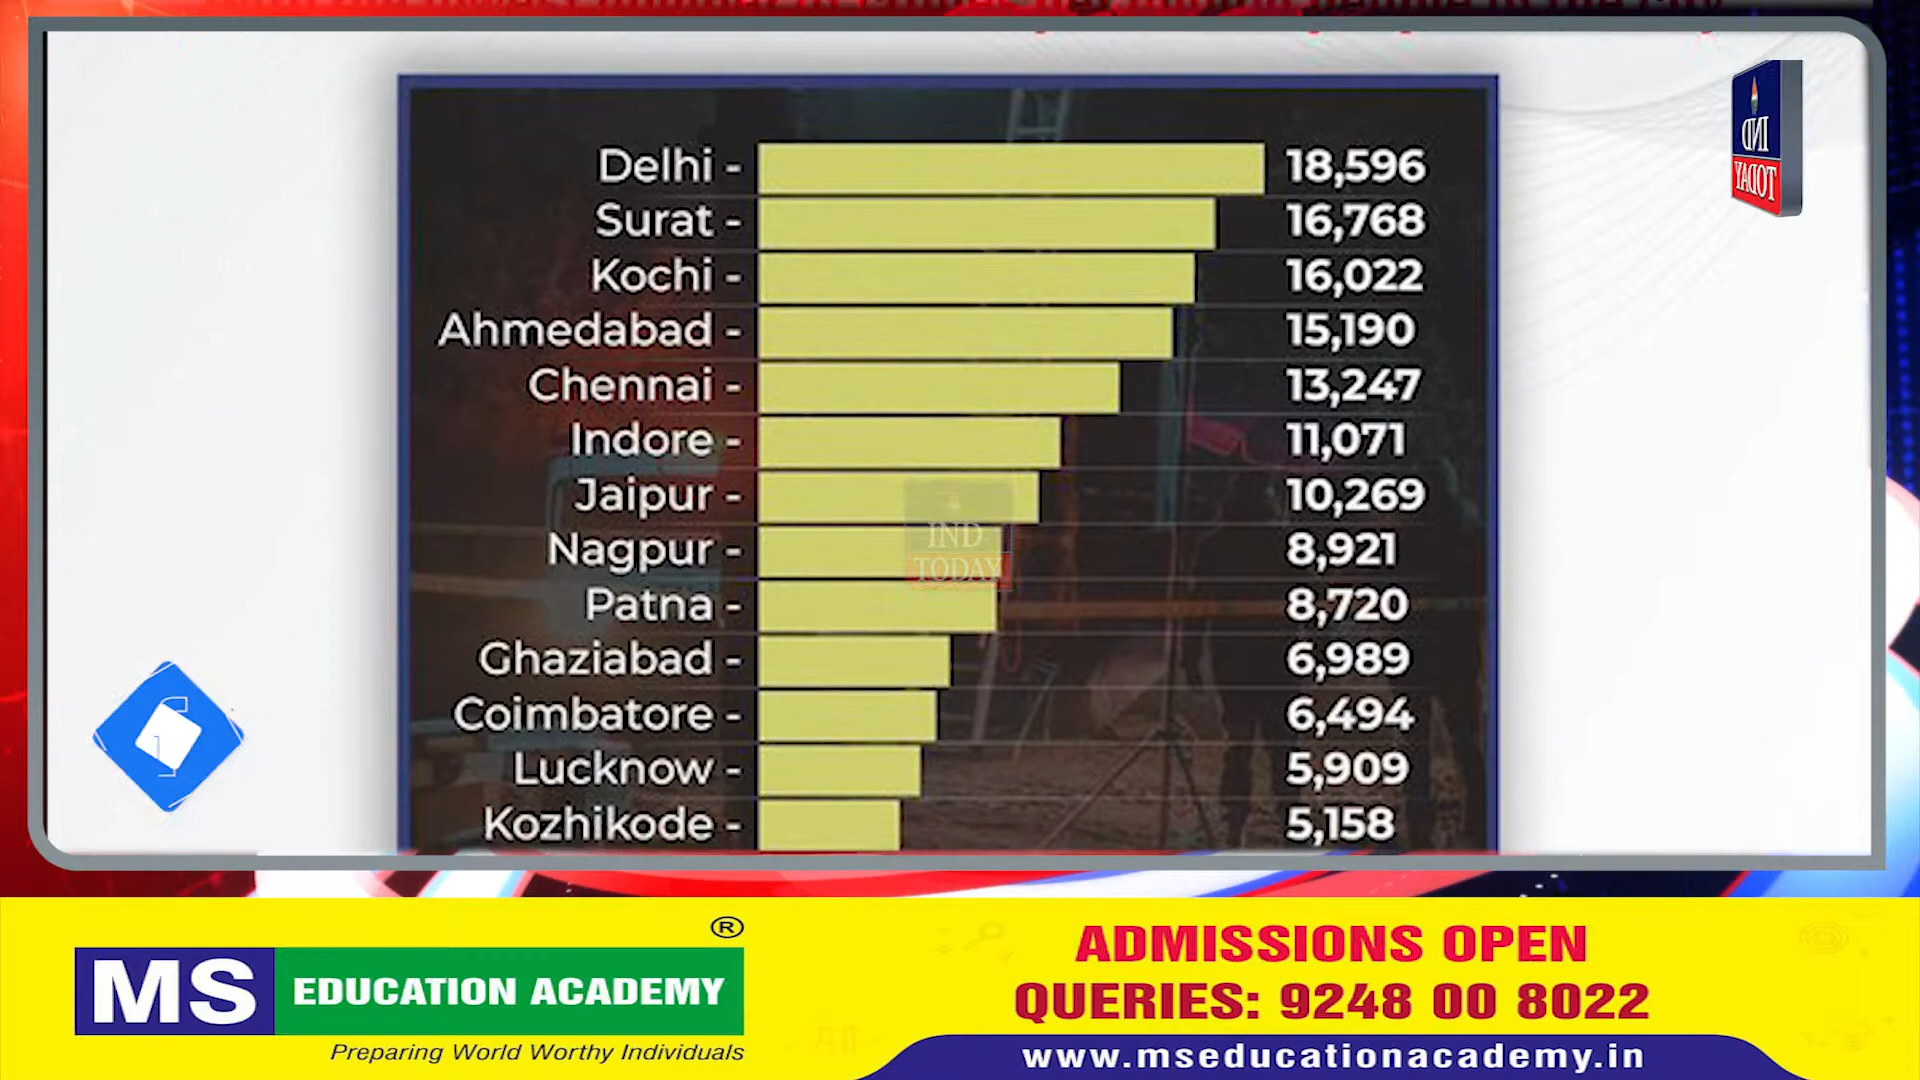 Delhi - 18,596
Surat - 16,768
Kochi - 16,022
Ahmedabad - 15,190
Chennai - 13,247
Indore - 11,071
Jaipur - 10,269
Nagpur - 8,921
Patna - 8,720
Ghaziabad - 6,989
Coimbatore - 6,494
Lucknow - 5,909
Kozhikode - 5,158
IND
TODAY
IND
TODAY
MS EDUCATION ACADEMY ®
Preparing World Worthy Individuals
ADMISSIONS OPEN
QUERIES: 9248 00 8022
www.mseducationacademy.in